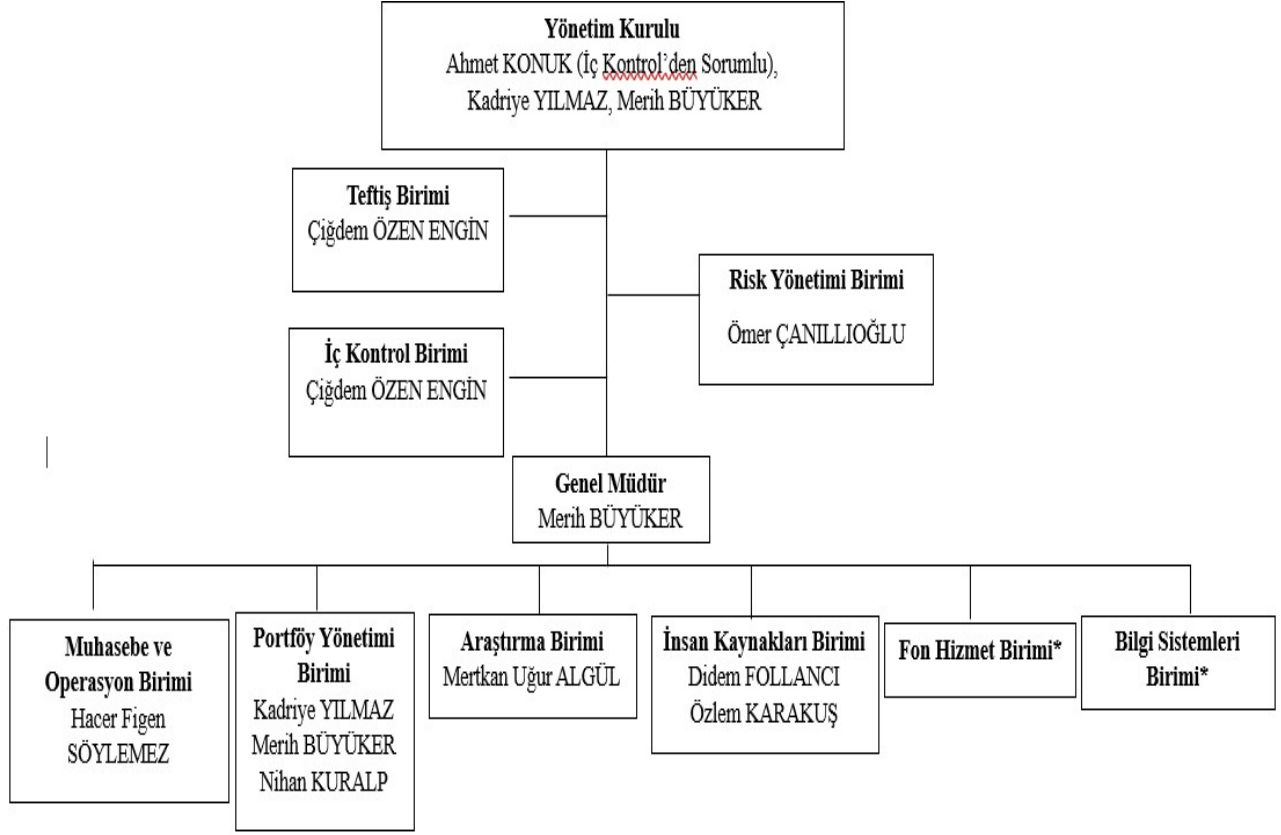 Yönetim Kurulu
Ahmet KONUK (İç Kontrol’den Sorumlu),
Kadriye YILMAZ, Merih BÜYÜKER
Teftiş Birimi
Çiğdem ÖZEN ENGİN
Risk Yönetimi Birimi
Ömer ÇANILLIOĞLU
İç Kontrol Birimi
Çiğdem ÖZEN ENGİN
Genel Müdür
Merih BÜYÜKER
Muhasebe ve
Operasyon Birimi
Hacer Figen
SÖYLEMEZ
Portföy Yönetimi
Birimi
Kadriye YILMAZ
Merih BÜYÜKER
Nihan KURALP
Araştırma Birimi
Mertkan Uğur ALGÜL
İnsan Kaynakları Birimi
Didem FOLLANCI
Özlem KARAKUŞ
Fon Hizmet Birimi*
Bilgi Sistemleri
Birimi*